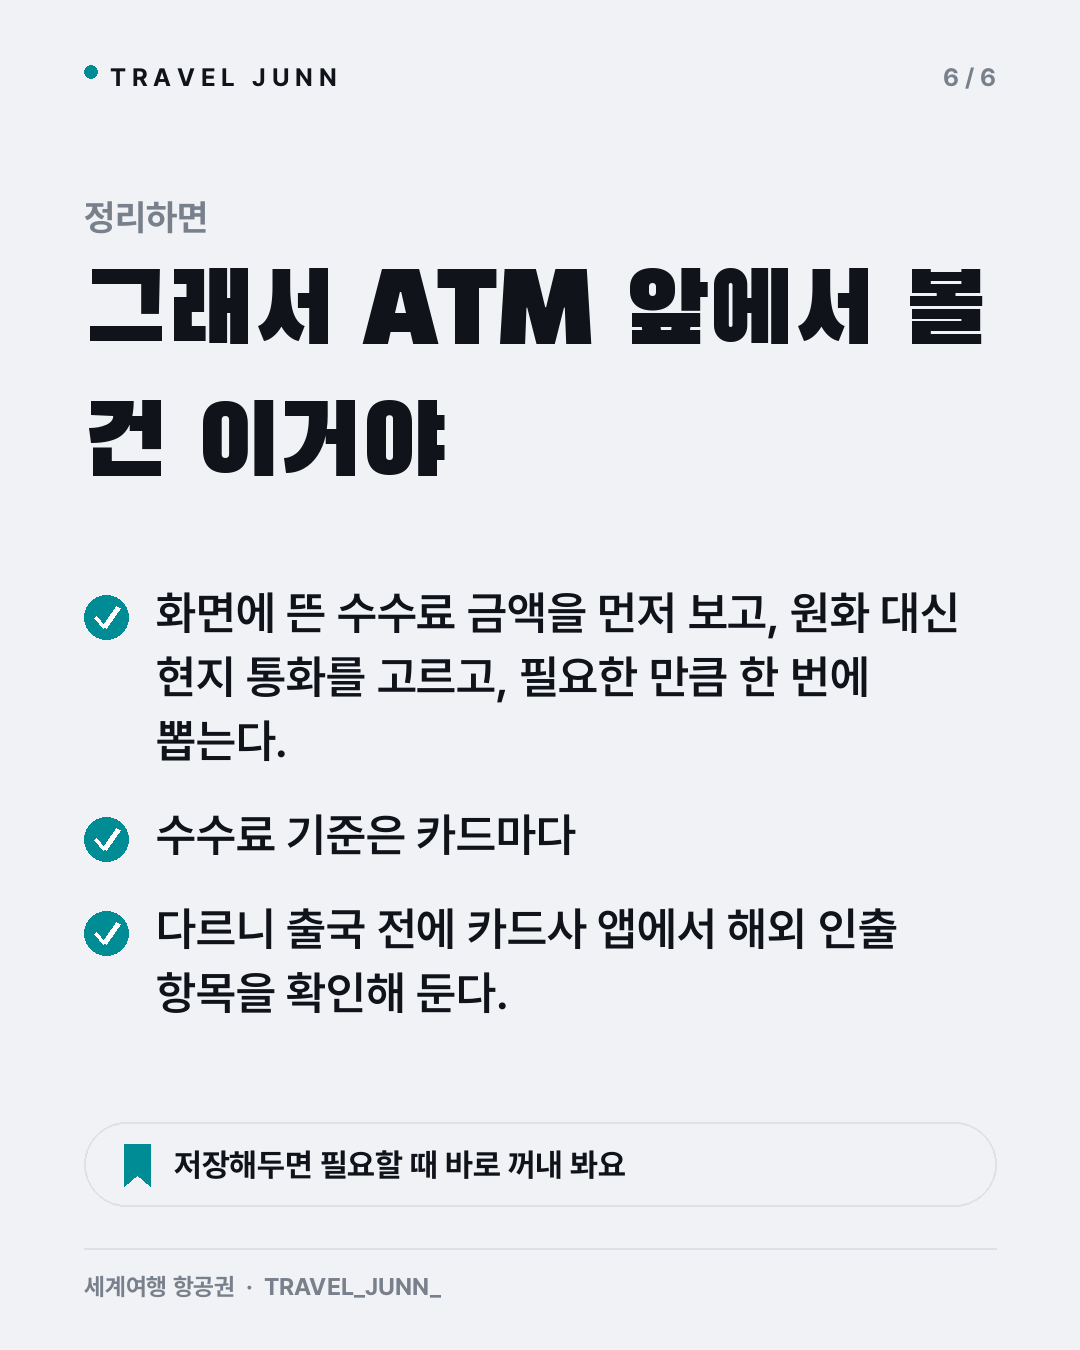 TRAVEL JUNN
6 / 6
정리하면
그래서 ATM 앞에서 볼
건 이거야
화면에 뜬 수수료 금액을 먼저 보고, 원화 대신
현지 통화를 고르고, 필요한 만큼 한 번에
뽑는다.
수수료 기준은 카드마다
다르니 출국 전에 카드사 앱에서 해외 인출
항목을 확인해 둔다.
저장해두면 필요할 때 바로 꺼내 봐요
세계여행 항공권 · TRAVEL_JUNN_